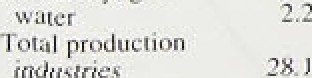 water 2.2
Total production
industries 28.1